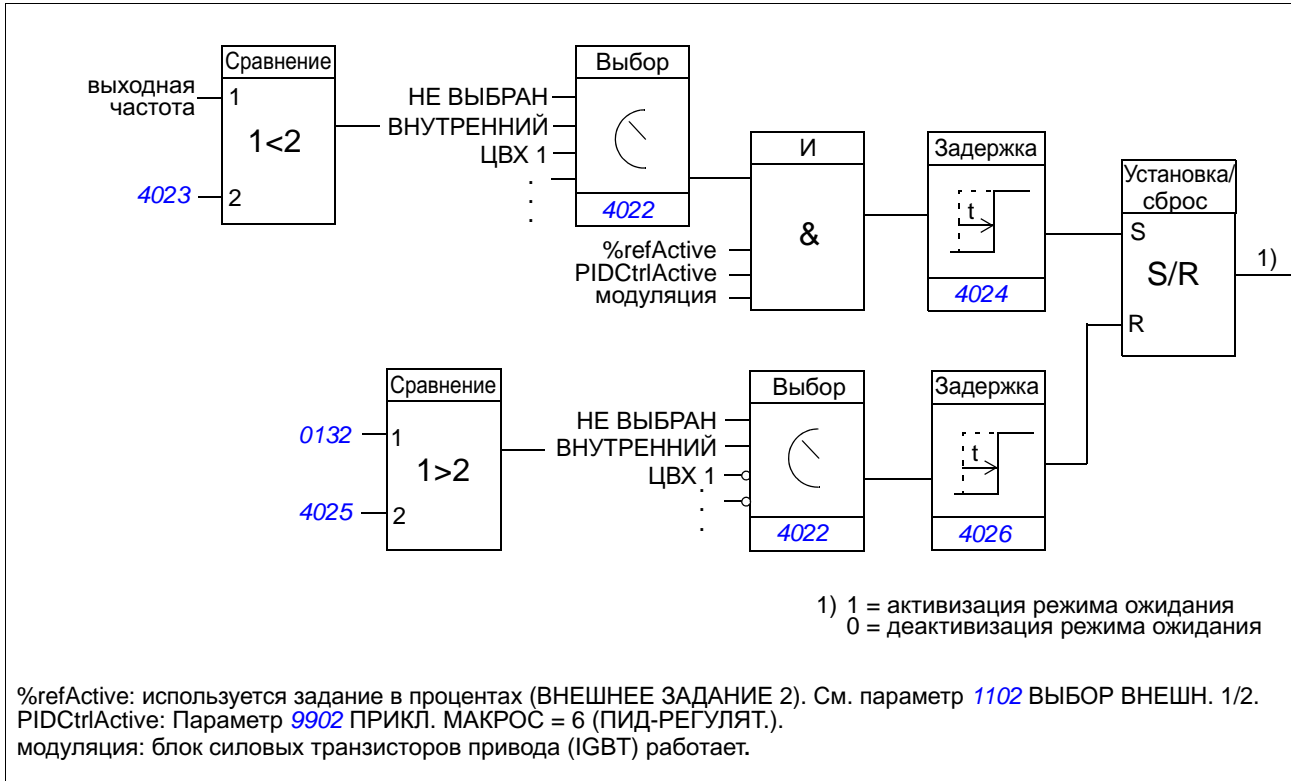 Сравнение
выходная
частота
1
1<2
4023
2
Выбор
НЕ ВЫБРАН
ВНУТРЕННИЙ
ЦВХ 1
.
.
.
4022
И
&
%refActive
PIDCtrlActive
модуляция
Задержка
t
4024
Установка/
сброс
S
S/R
R
1)
Сравнение
0132
1
1>2
4025
2
Выбор
НЕ ВЫБРАН
ВНУТРЕННИЙ
ЦВХ 1
.
.
.
4022
Задержка
t
4026
1) 1 = активизация режима ожидания
0 = деактивизация режима ожидания
%refActive: используется задание в процентах (ВНЕШНЕЕ ЗАДАНИЕ 2). См. параметр 1102 ВЫБОР ВНЕШН. 1/2.
PIDCtrlActive: Параметр 9902 ПРИКЛ. МАКРОС = 6 (ПИД-РЕГУЛЯТ.).
модуляция: блок силовых транзисторов привода (IGBT) работает.